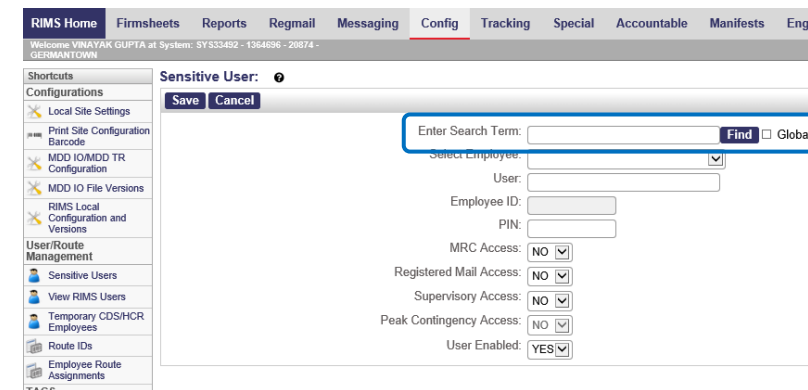 RIMS Home Firmsheets Reports Regmail Messaging Config Tracking Special Accountable Manifests Eng
Welcome VINAYAK GUPTA at System: SYS33492 - 1364696 - 20874 -
GERMANTOWN
Shortcuts
Configurations
Local Site Settings
Print Site Configuration
Barcode
MDD IO/MDD TR
Configuration
MDD IO File Versions
RIMS Local
Configuration and
Versions
User/Route
Management
Sensitive Users
View RIMS Users
Temporary CDS/HCR
Employees
Route IDs
Employee Route
Assignments
TAGS
Sensitive User:
Save Cancel
Enter Search Term: Find Globa
Select Employee:
User:
Employee ID:
PIN:
MRC Access: NO
Registered Mail Access: NO
Supervisory Access: NO
Peak Contingency Access: NO
User Enabled: YES